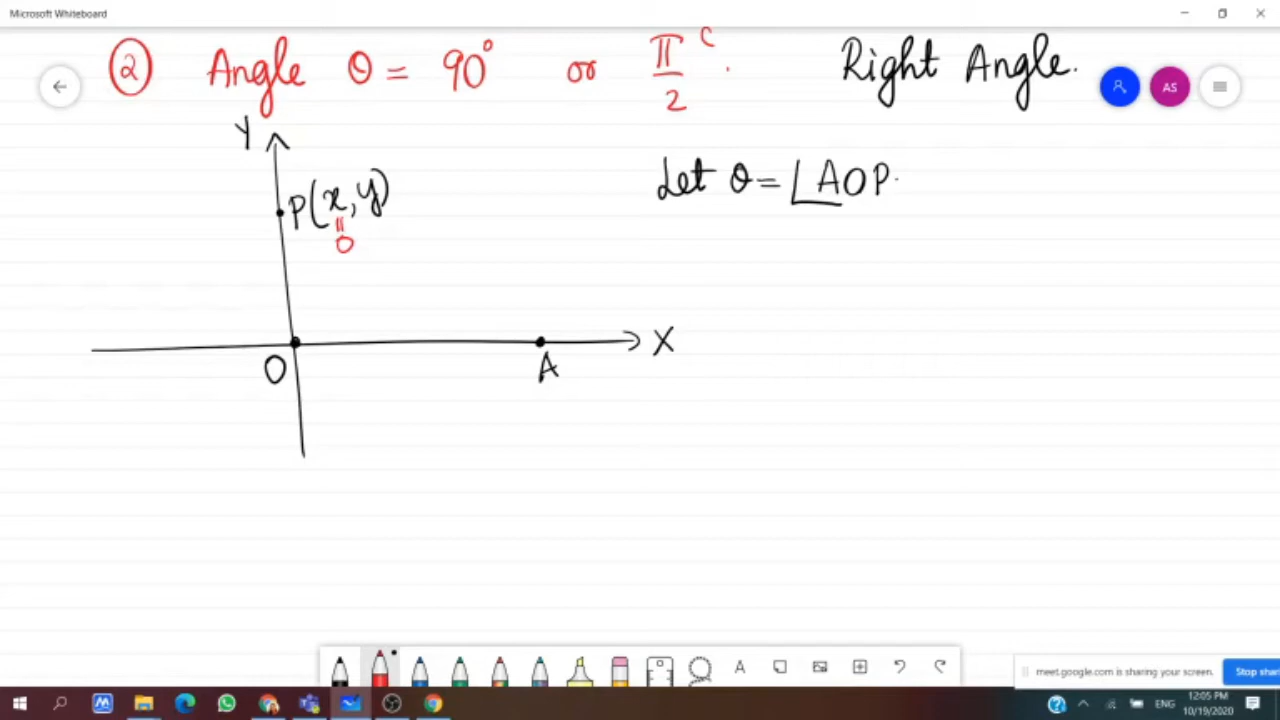 Microsoft Whiteboard
② Angle θ = 90° or π/2 ᶜ. Right Angle.
AS
Y
P(x, y)
Let θ = ∠AOP.
॥
0
X
O
A
A
meet.google.com is sharing your screen.
Stop shar
12:05 PM
ENG
10/19/2020